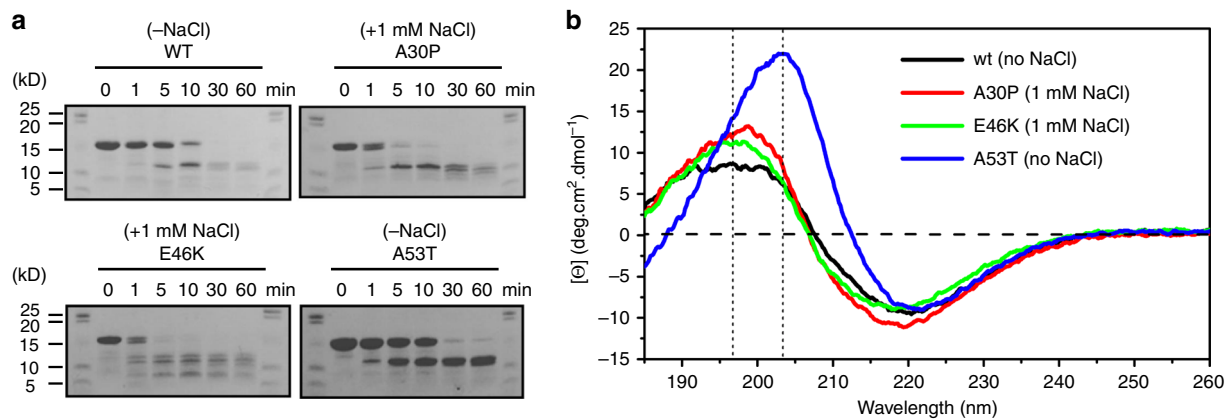 a
(–NaCl)
WT
(kD) 0 1 5 10 30 60 min
25
20
15
10
5
(+1 mM NaCl)
A30P
0 1 5 10 30 60 min
(+1 mM NaCl)
E46K
(kD) 0 1 5 10 30 60 min
25
20
15
10
5
(–NaCl)
A53T
0 1 5 10 30 60 min
b
[Θ] (deg.cm².dmol⁻¹)
25
20
15
10
5
0
–5
–10
–15
wt (no NaCl)
A30P (1 mM NaCl)
E46K (1 mM NaCl)
A53T (no NaCl)
190 200 210 220 230 240 250 260
Wavelength (nm)